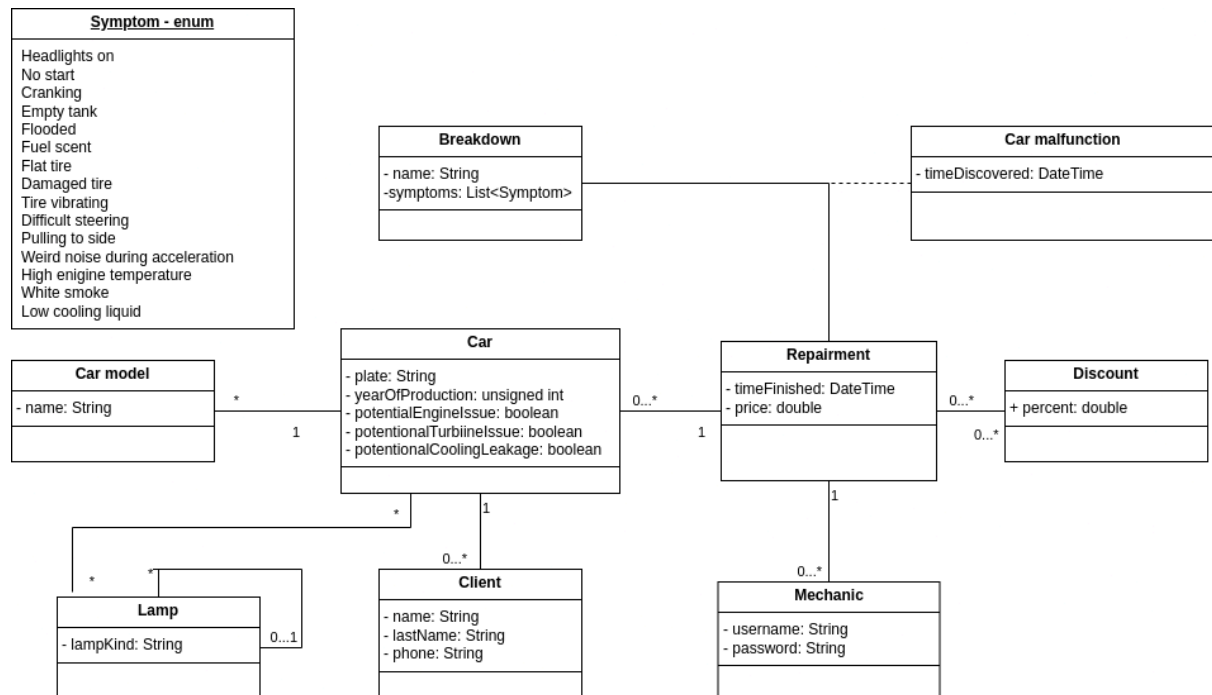 Symptom - enum
Headlights on
No start
Cranking
Empty tank
Flooded
Fuel scent
Flat tire
Damaged tire
Tire vibrating
Difficult steering
Pulling to side
Weird noise during acceleration
High enigine temperature
White smoke
Low cooling liquid
Breakdown
- name: String
-symptoms: List<Symptom>
Car malfunction
- timeDiscovered: DateTime
Car model
- name: String
*
1
Car
- plate: String
- yearOfProduction: unsigned int
- potentialEngineIssue: boolean
- potentionalTurbiineIssue: boolean
- potentionalCoolingLeakage: boolean
0...*
1
Repairment
- timeFinished: DateTime
- price: double
0...*
0...*
Discount
+ percent: double
*
*
1
0...*
1
0...*
*
0...1
Lamp
- lampKind: String
Client
- name: String
- lastName: String
- phone: String
Mechanic
- username: String
- password: String